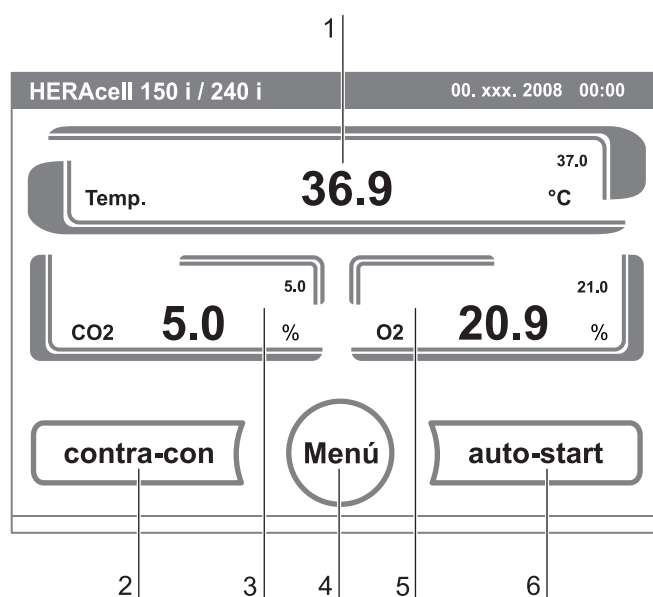 1
HERAcell 150 i / 240 i 00. xxx. 2008 00:00
37.0
Temp. 36.9 °C
5.0 21.0
CO2 5.0 % O2 20.9 %
contra-con Menú auto-start
2 3 4 5 6